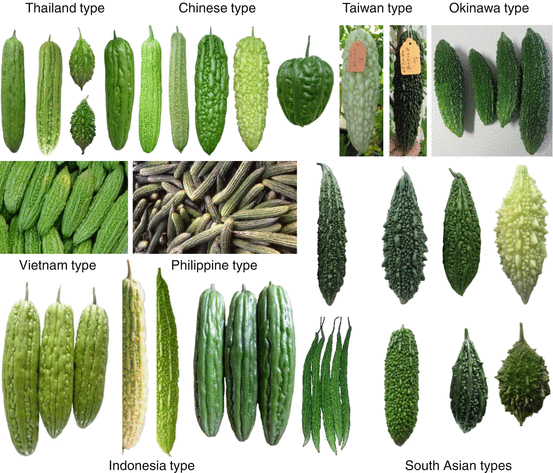 Thailand type
Chinese type
Taiwan type
Okinawa type
Vietnam type
Philippine type
Indonesia type
South Asian types